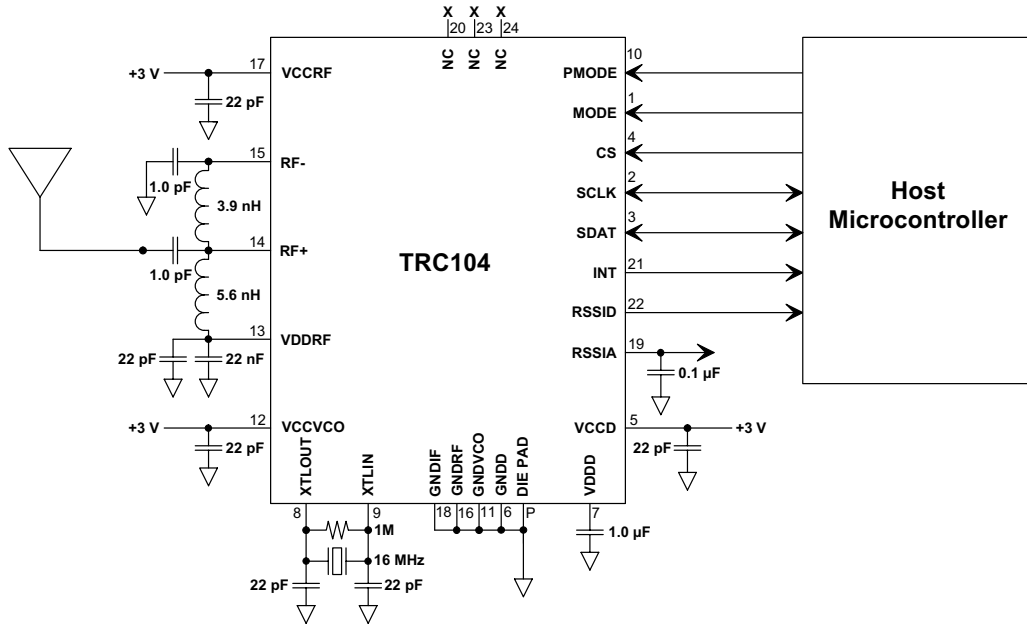 X X X
20 23 24
NC NC NC
+3 V
17
VCCRF
22 pF
15
RF-
1.0 pF
3.9 nH
14
RF+
1.0 pF
5.6 nH
13
VDDRF
22 pF
22 nF
+3 V
12
VCCVCO
22 pF
TRC104
10
PMODE
1
MODE
4
CS
2
SCLK
3
SDAT
21
INT
22
RSSID
19
RSSIA
0.1 µF
5
VCCD
+3 V
22 pF
Host
Microcontroller
XTLOUT
XTLIN
GNDIF
GNDRF
GNDVCO
GNDD
DIE PAD
VDDD
8
9
18
16
11
6
P
7
1M
16 MHz
22 pF
22 pF
1.0 µF